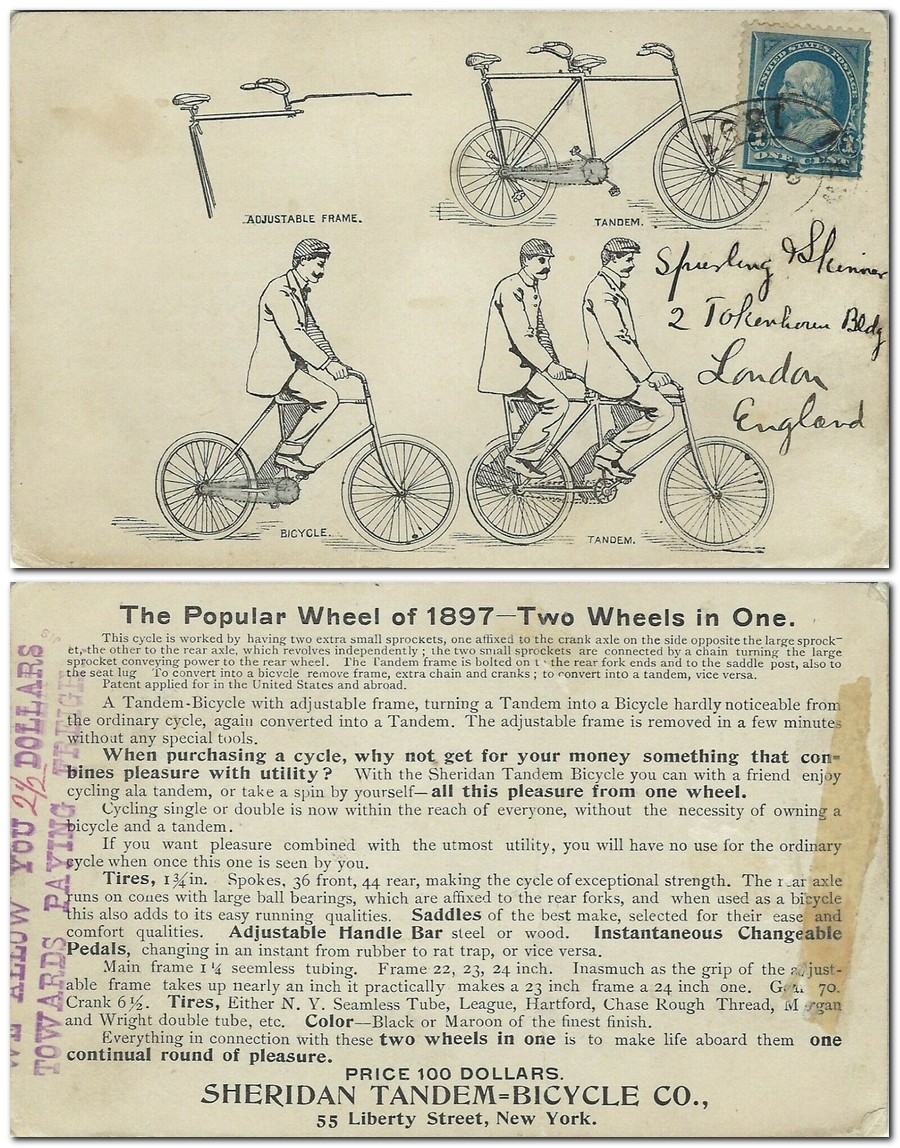 UNITED STATES POSTAGE
ONE CENT
ADJUSTABLE FRAME.
TANDEM.
Spurling & Skinner
2 Tokenhouse Bldg
London
England
BICYCLE.
TANDEM.
The Popular Wheel of 1897—Two Wheels in One.
This cycle is worked by having two extra small sprockets, one affixed to the crank axle on the side opposite the large sprock-
et, the other to the rear axle, which revolves independently ; the two small sprockets are connected by a chain turning the large
sprocket conveying power to the rear wheel. The Tandem frame is bolted on the rear fork ends and to the saddle post, also to
the seat lug To convert into a bicycle remove frame, extra chain and cranks ; to convert into a tandem, vice versa.
Patent applied for in the United States and abroad.
A Tandem-Bicycle with adjustable frame, turning a Tandem into a Bicycle hardly noticeable from
the ordinary cycle, again converted into a Tandem. The adjustable frame is removed in a few minutes
without any special tools.
When purchasing a cycle, why not get for your money something that com-
bines pleasure with utility? With the Sheridan Tandem Bicycle you can with a friend enjoy
cycling ala tandem, or take a spin by yourself—all this pleasure from one wheel.
Cycling single or double is now within the reach of everyone, without the necessity of owning a
bicycle and a tandem.
If you want pleasure combined with the utmost utility, you will have no use for the ordinary
cycle when once this one is seen by you.
Tires, 1¾ in. Spokes, 36 front, 44 rear, making the cycle of exceptional strength. The rear axle
runs on cones with large ball bearings, which are affixed to the rear forks, and when used as a bicycle
this also adds to its easy running qualities. Saddles of the best make, selected for their ease and
comfort qualities. Adjustable Handle Bar steel or wood. Instantaneous Changeable
Pedals, changing in an instant from rubber to rat trap, or vice versa.
Main frame 1¼ seemless tubing. Frame 22, 23, 24 inch. Inasmuch as the grip of the adjust-
able frame takes up nearly an inch it practically makes a 23 inch frame a 24 inch one. Gear 70.
Crank 6½. Tires, Either N. Y. Seamless Tube, League, Hartford, Chase Rough Thread, Morgan
and Wright double tube, etc. Color—Black or Maroon of the finest finish.
Everything in connection with these two wheels in one is to make life aboard them one
continual round of pleasure.
PRICE 100 DOLLARS.
SHERIDAN TANDEM=BICYCLE CO.,
55 Liberty Street, New York.
WE ALLOW YOU 2½ DOLLARS
TOWARDS PAYING FREIGHT